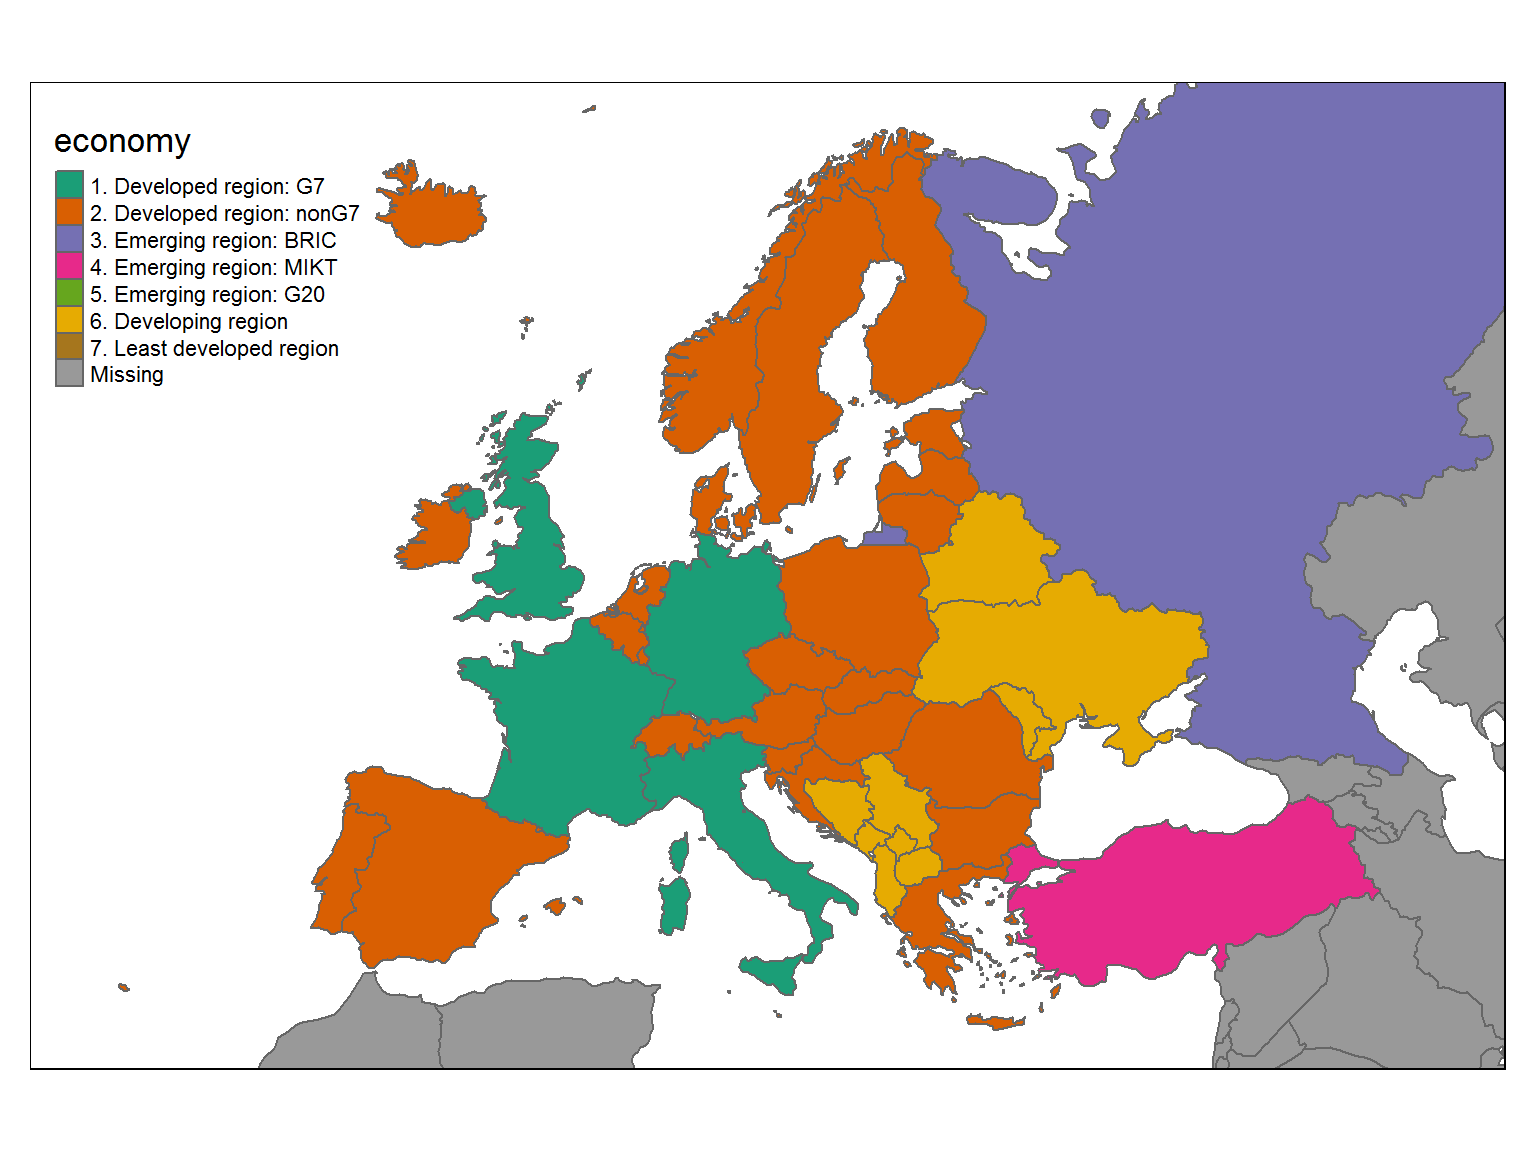 economy
1. Developed region: G7
2. Developed region: nonG7
3. Emerging region: BRIC
4. Emerging region: MIKT
5. Emerging region: G20
6. Developing region
7. Least developed region
Missing